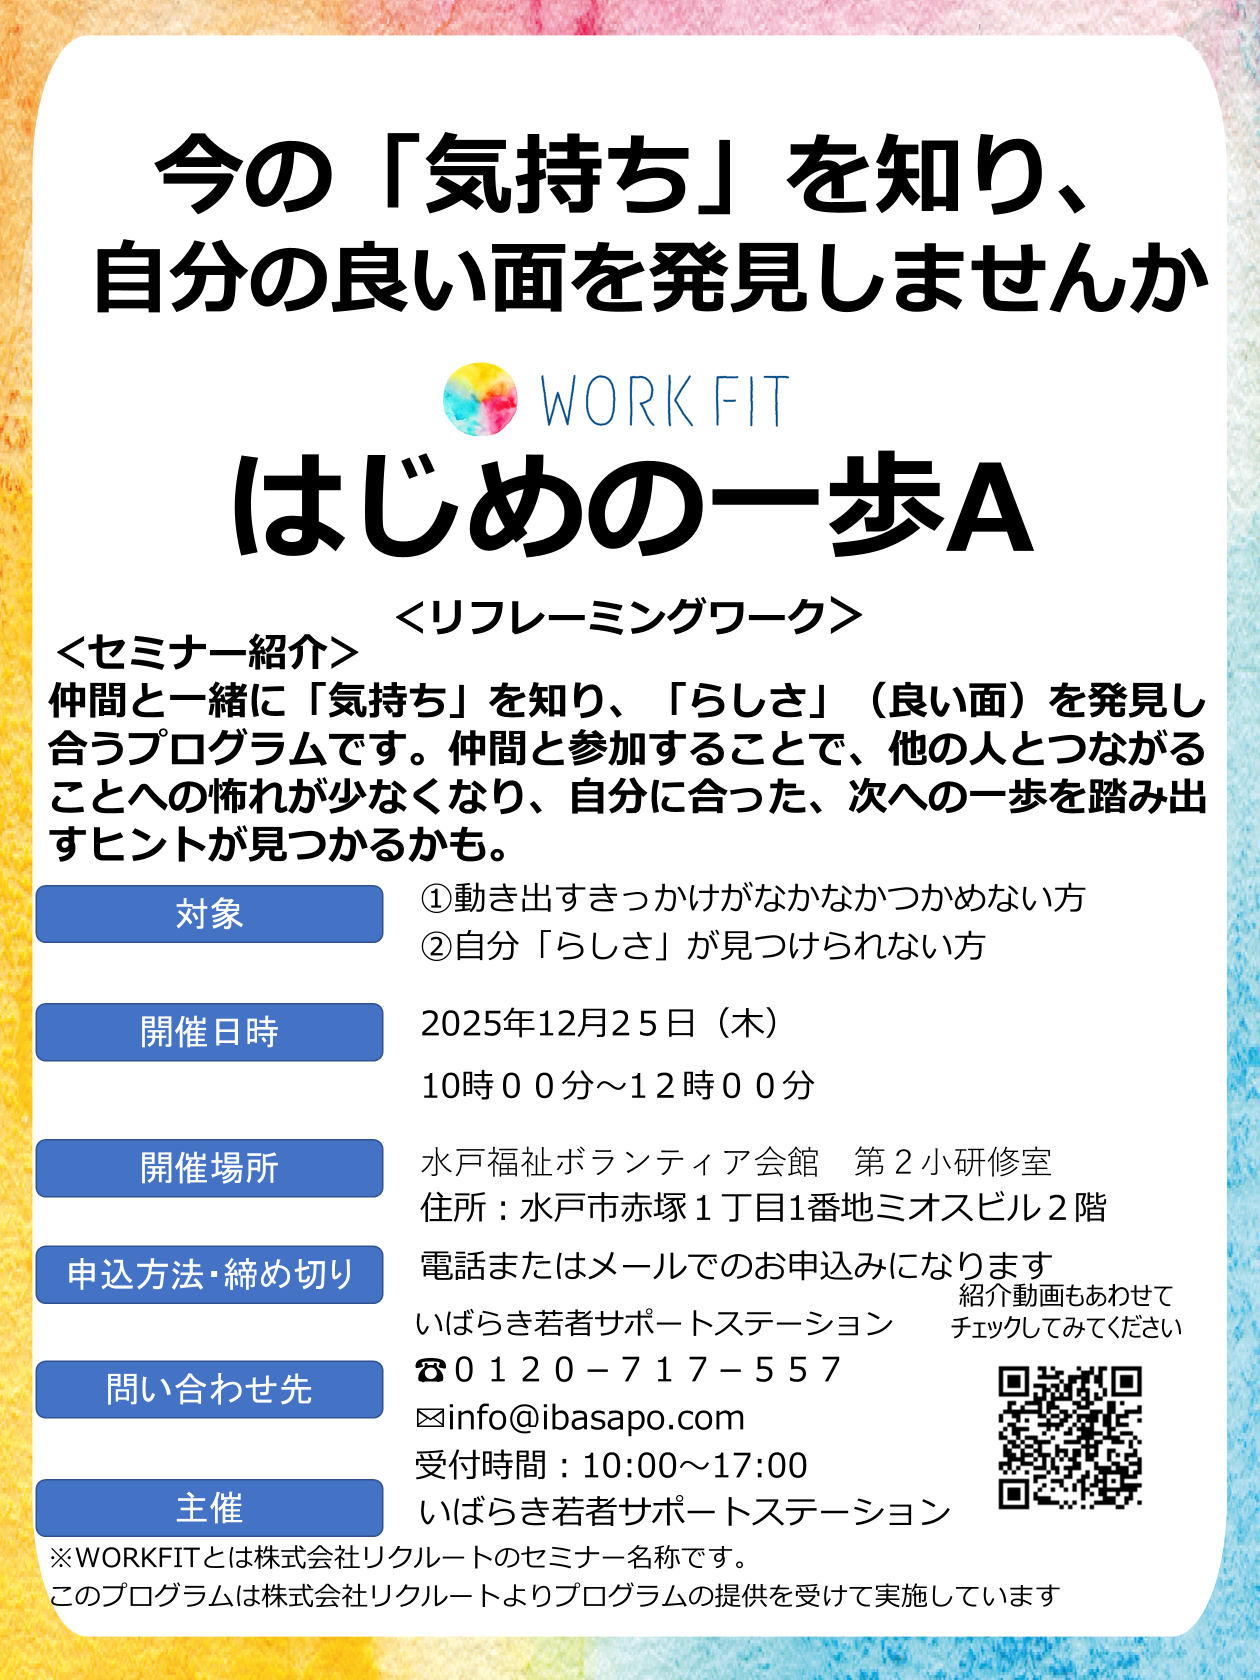 今の「気持ち」を知り、
自分の良い面を発見しませんか
WORK FIT
はじめの一歩A
＜リフレーミングワーク＞
＜セミナー紹介＞
仲間と一緒に「気持ち」を知り、「らしさ」（良い面）を発見し
合うプログラムです。仲間と参加することで、他の人とつながる
ことへの怖れが少なくなり、自分に合った、次への一歩を踏み出
すヒントが見つかるかも。
対象
①動き出すきっかけがなかなかつかめない方
②自分「らしさ」が見つけられない方
開催日時
2025年12月2５日（木）
10時００分～1２時００分
開催場所
水戸福祉ボランティア会館　第２小研修室
住所：水戸市赤塚１丁目1番地ミオスビル２階
申込方法・締め切り
電話またはメールでのお申込みになります
紹介動画もあわせて
チェックしてみてください
いばらき若者サポートステーション
問い合わせ先
☎０１２０－７１７－５５７
✉info@ibasapo.com
受付時間：10:00～17:00
主催
いばらき若者サポートステーション
※WORKFITとは株式会社リクルートのセミナー名称です。
このプログラムは株式会社リクルートよりプログラムの提供を受けて実施しています